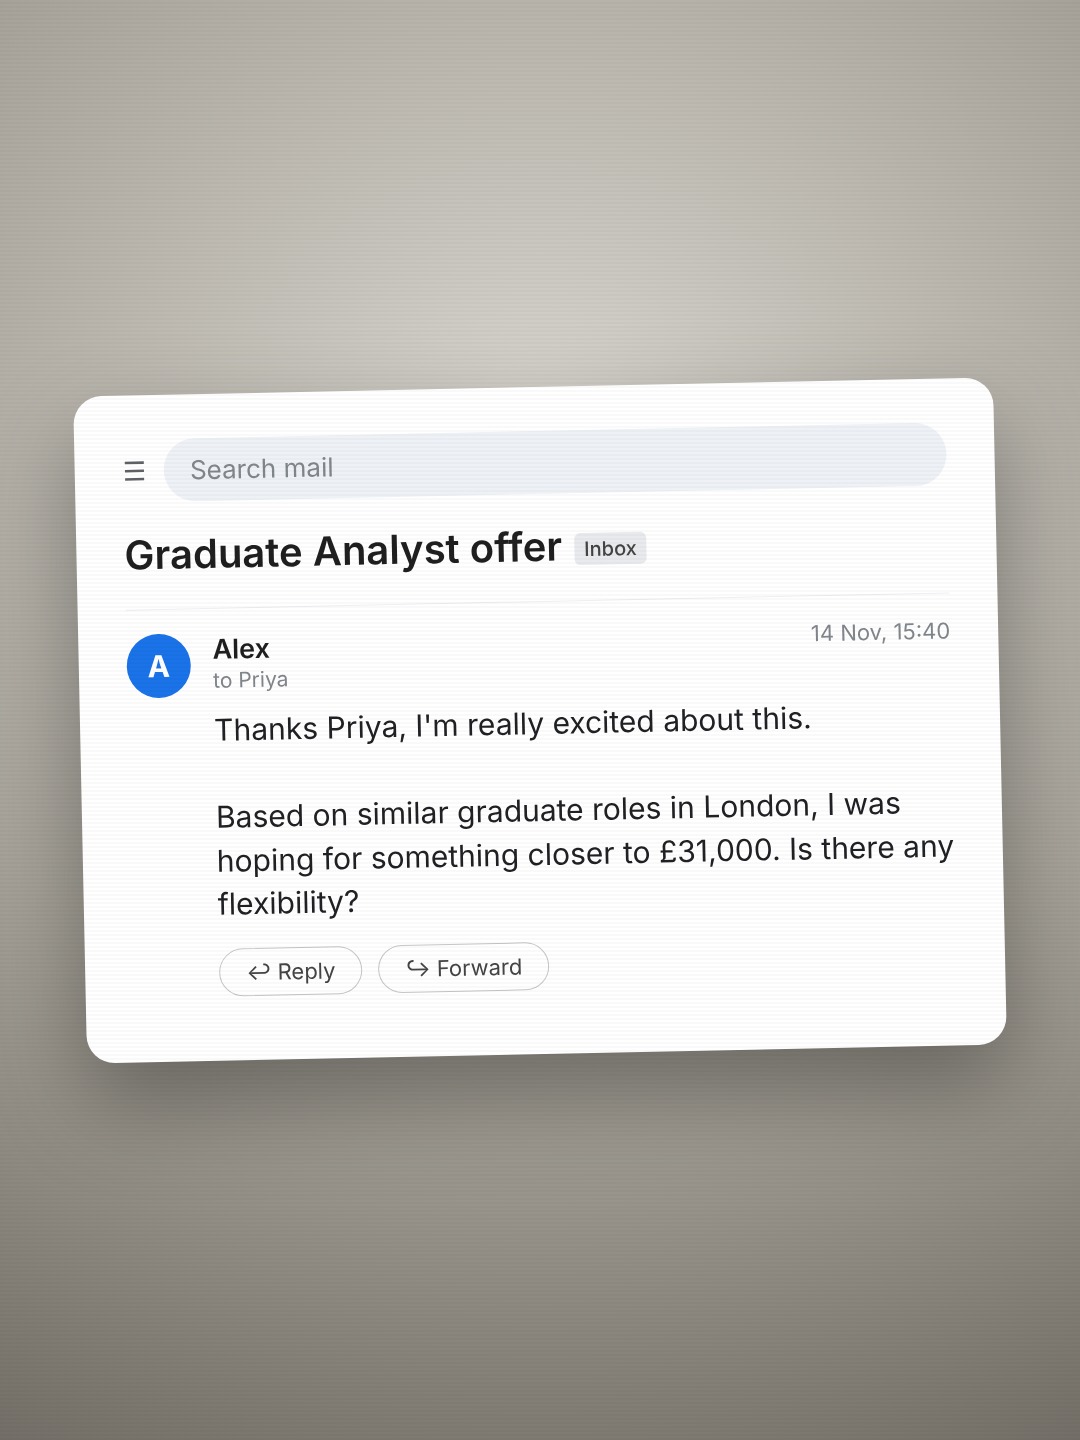 Search mail
Graduate Analyst offer Inbox
Alex
14 Nov, 15:40
to Priya
Thanks Priya, I'm really excited about this.
Based on similar graduate roles in London, I was
hoping for something closer to £31,000. Is there any
flexibility?
Reply Forward